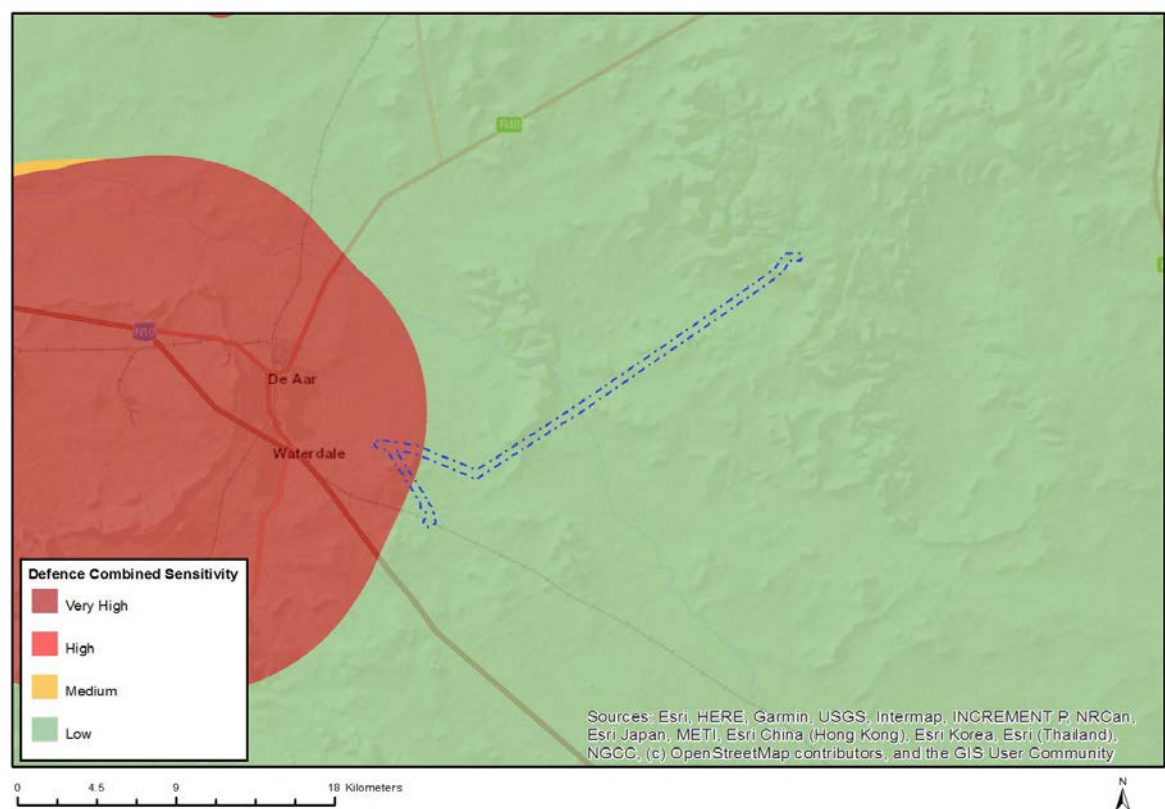 R48
N10
De Aar
Waterdale
Defence Combined Sensitivity
Very High
High
Medium
Low
Sources: Esri, HERE, Garmin, USGS, Intermap, INCREMENT P, NRCan,
Esri Japan, METI, Esri China (Hong Kong), Esri Korea, Esri (Thailand),
NGCC, (c) OpenStreetMap contributors, and the GIS User Community
0 4.5 9 18 Kilometers
N